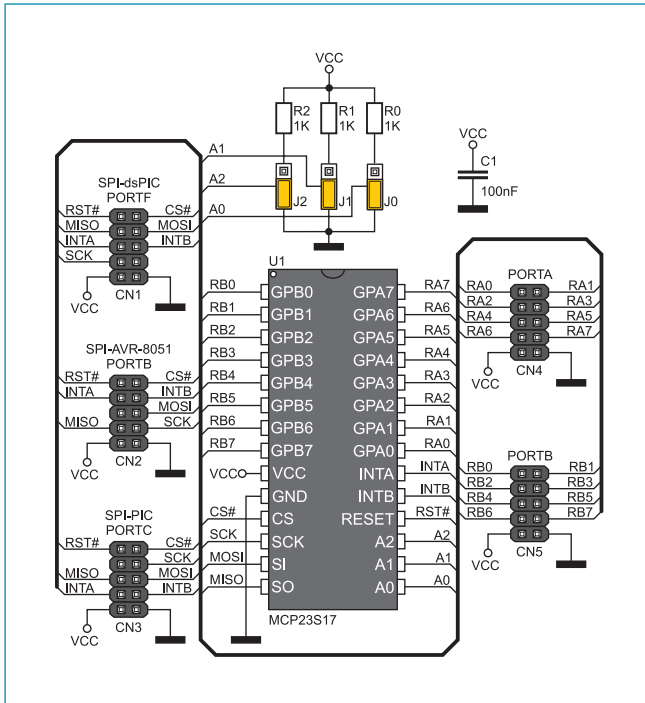 VCC
R2 R1 R0
1K 1K 1K
VCC
C1
100nF
A1
A2
A0
J2 J1 J0
SPI-dsPIC
PORTF
RST# CS#
MISO MOSI
INTA INTB
SCK
VCC
CN1
SPI-AVR-8051
PORTB
RST# CS#
INTA INTB
MOSI
MISO SCK
VCC
CN2
SPI-PIC
PORTC
RST# CS#
SCK
MISO MOSI
INTA INTB
VCC
CN3
U1
RB0 GPB0 GPA7 RA7
RB1 GPB1 GPA6 RA6
RB2 GPB2 GPA5 RA5
RB3 GPB3 GPA4 RA4
RB4 GPB4 GPA3 RA3
RB5 GPB5 GPA2 RA2
RB6 GPB6 GPA1 RA1
RB7 GPB7 GPA0 RA0
VCC VCC INTA INTA
GND INTB INTB
CS# CS RESET RST#
SCK SCK A2 A2
MOSI SI A1 A1
MISO SO A0 A0
MCP23S17
PORTA
RA0 RA1
RA2 RA3
RA4 RA5
RA6 RA7
VCC
CN4
PORTB
RB0 RB1
RB2 RB3
RB4 RB5
RB6 RB7
VCC
CN5